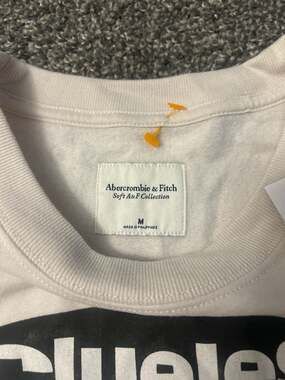 Abercrombie & Fitch
Soft A&F Collection
M
MADE IN PHILIPPINES
Clueles